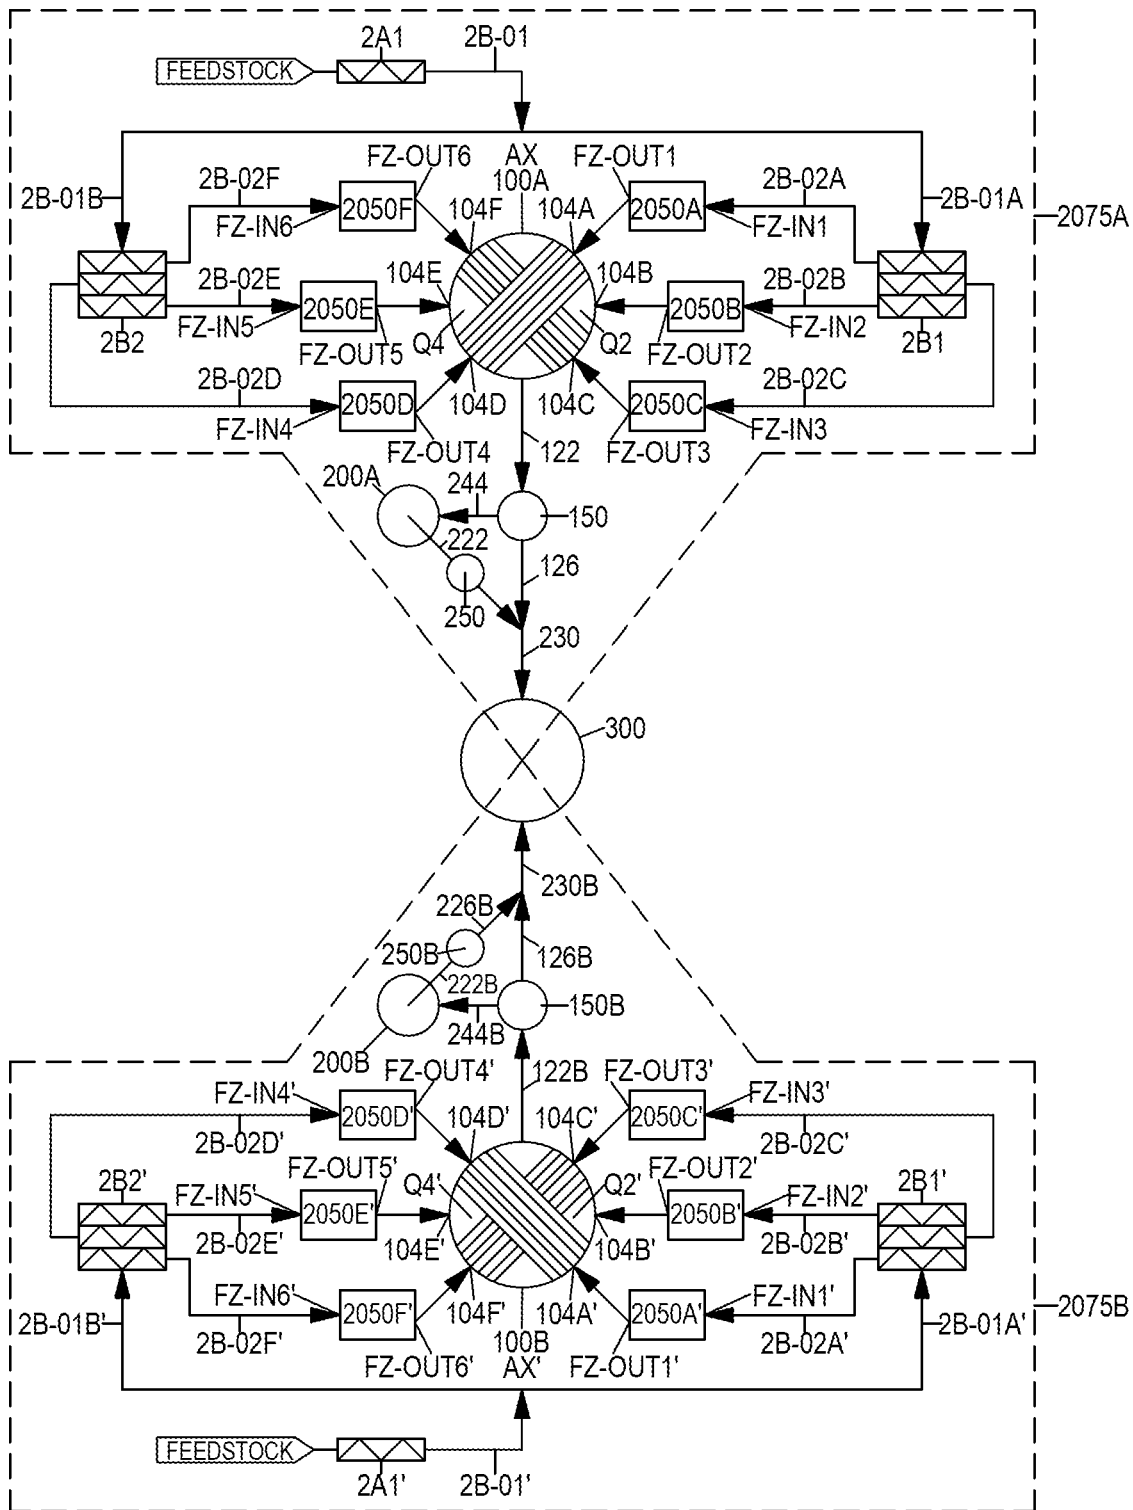 2A1
2B-01
FEEDSTOCK
FZ-OUT6
AX
FZ-OUT1
2B-02F
100A
2B-02A
2B-01B
2050F
104F
104A
2050A
2B-01A
2075A
FZ-IN6
FZ-IN1
2B-02E
104E
104B
2B-02B
2050E
2050B
FZ-IN5
Q4
Q2
FZ-IN2
2B2
FZ-OUT5
FZ-OUT2
2B1
2B-02D
2B-02C
2050D
104D
104C
2050C
FZ-IN4
FZ-IN3
FZ-OUT4
122
FZ-OUT3
200A
244
150
222
126
250
230
300
230B
226B
250B
126B
222B
150B
244B
200B
FZ-OUT4'
122B
FZ-OUT3'
FZ-IN4'
FZ-IN3'
2050D'
104D'
104C'
2050C'
2B-02D'
2B-02C'
2B2'
FZ-OUT5'
FZ-OUT2'
2B1'
FZ-IN5'
Q4'
Q2'
FZ-IN2'
2050E'
2050B'
2B-02E'
104E'
104B'
2B-02B'
FZ-IN6'
FZ-IN1'
2B-01B'
2050F'
104F'
104A'
2050A'
2B-01A'
2075B
2B-02F'
100B
2B-02A'
FZ-OUT6'
AX'
FZ-OUT1'
FEEDSTOCK
2A1'
2B-01'